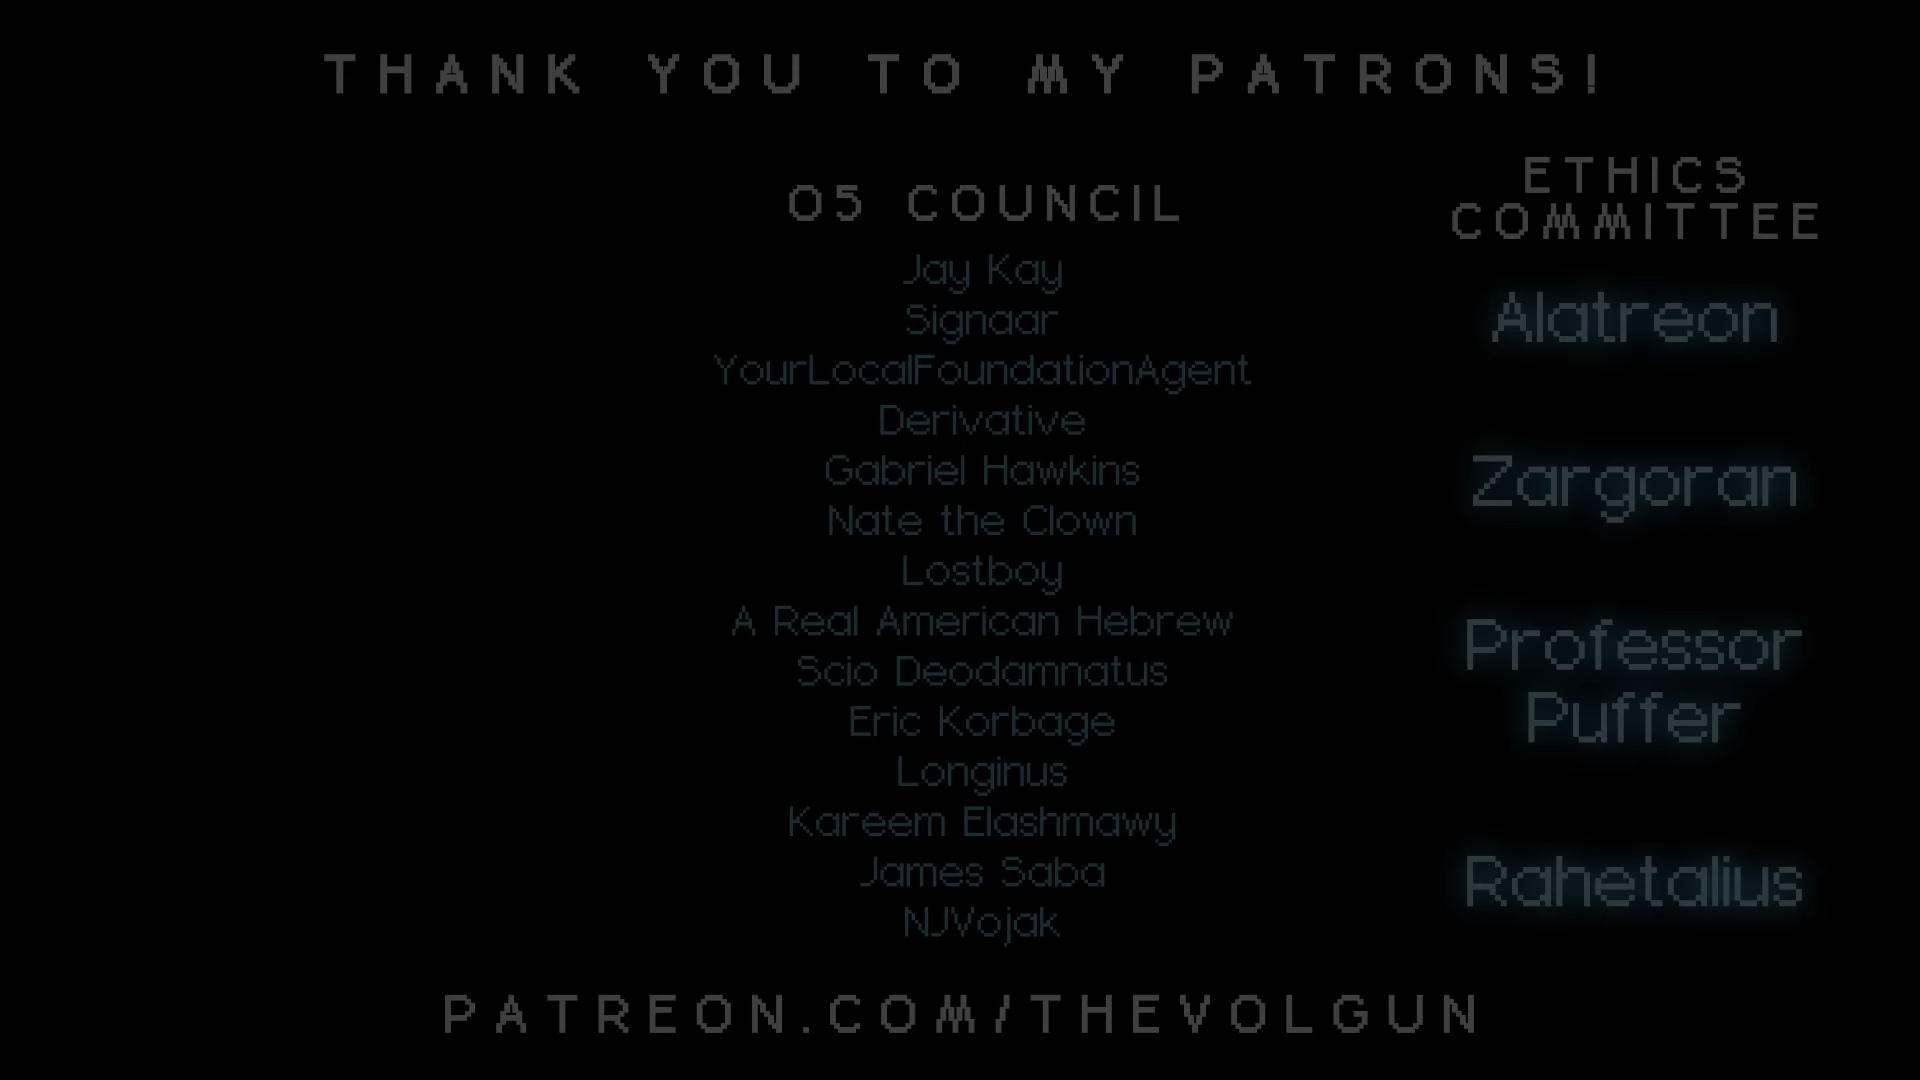 THANK YOU TO MY PATRONS!
O5 COUNCIL
Jay Kay
Signaar
YourLocalFoundationAgent
Derivative
Gabriel Hawkins
Nate the Clown
Lostboy
A Real American Hebrew
Scio Deodamnatus
Eric Korbage
Longinus
Kareem Elashmawy
James Saba
NJVojak
ETHICS
COMMITTEE
Alatreon
Zargoran
Professor
Puffer
Rahetalius
PATREON.COM/THEVOLGUN